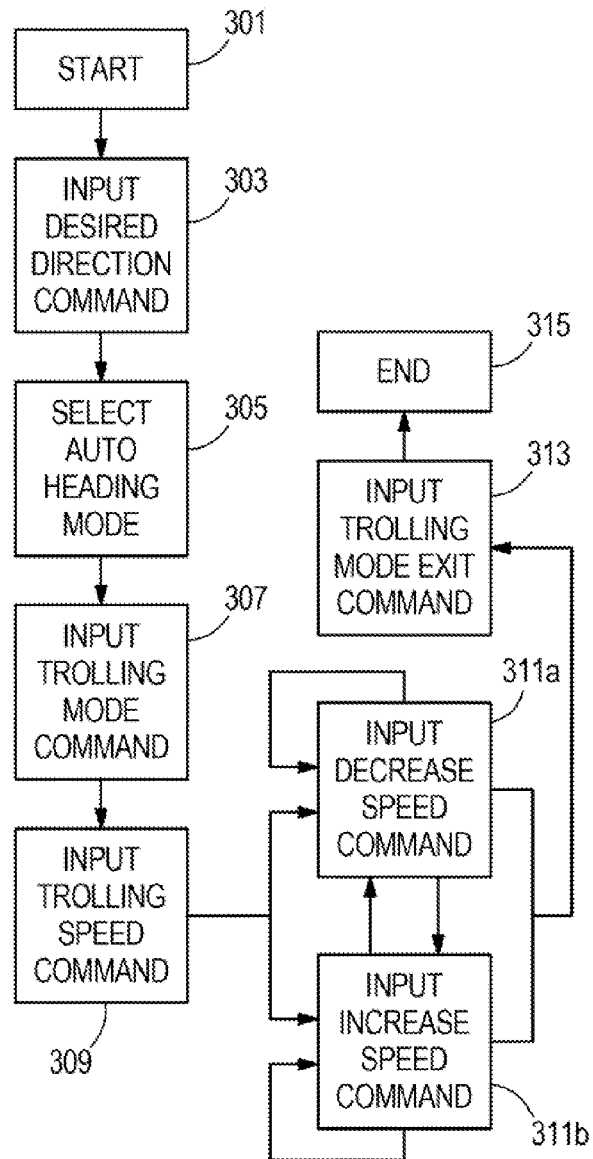 301
START
303
INPUT
DESIRED
DIRECTION
COMMAND
305
SELECT
AUTO
HEADING
MODE
307
INPUT
TROLLING
MODE
COMMAND
INPUT
TROLLING
SPEED
COMMAND
309
311a
INPUT
DECREASE
SPEED
COMMAND
INPUT
INCREASE
SPEED
COMMAND
311b
313
INPUT
TROLLING
MODE EXIT
COMMAND
315
END